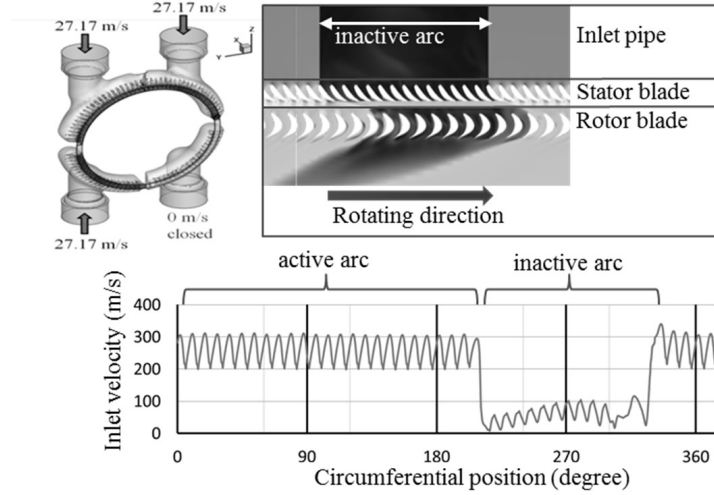 27.17 m/s
27.17 m/s
Z
X
Y
0 m/s
closed
27.17 m/s
inactive arc
Inlet pipe
Stator blade
Rotor blade
Rotating direction
active arc
inactive arc
Inlet velocity (m/s)
400
300
200
100
0
0
90
180
270
360
Circumferential position (degree)